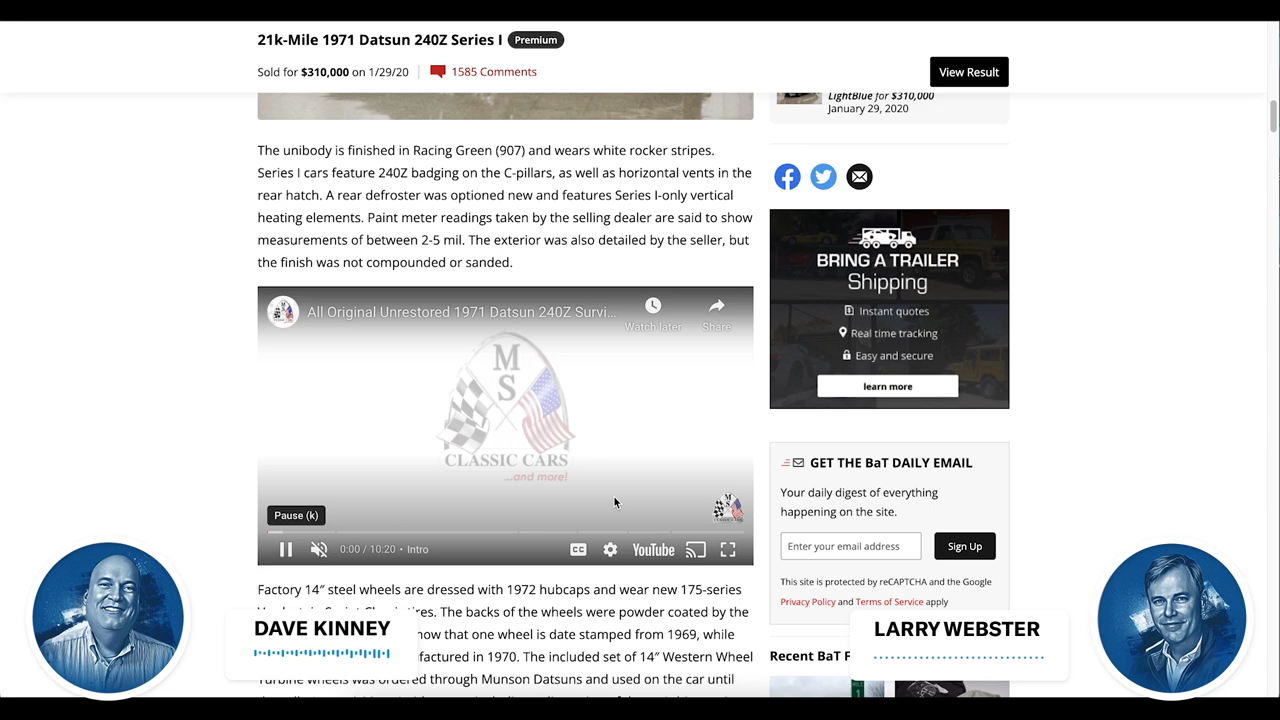 21k-Mile 1971 Datsun 240Z Series I Premium
Sold for $310,000 on 1/29/20 1585 Comments
View Result
LightBlue for $310,000
January 29, 2020
The unibody is finished in Racing Green (907) and wears white rocker stripes.
Series I cars feature 240Z badging on the C-pillars, as well as horizontal vents in the
rear hatch. A rear defroster was optioned new and features Series I-only vertical
heating elements. Paint meter readings taken by the selling dealer are said to show
measurements of between 2-5 mil. The exterior was also detailed by the seller, but
the finish was not compounded or sanded.
BRING A TRAILER
Shipping
Instant quotes
Real time tracking
Easy and secure
learn more
All Original Unrestored 1971 Datsun 240Z Survi...
Watch later
Share
M
S
CLASSIC CARS
...and more!
Pause (k)
0:00 / 10:20 • Intro
CC
YouTube
GET THE BaT DAILY EMAIL
Your daily digest of everything
happening on the site.
Enter your email address
Sign Up
This site is protected by reCAPTCHA and the Google
Privacy Policy and Terms of Service apply
Factory 14″ steel wheels are dressed with 1972 hubcaps and wear new 175-series
tires. The backs of the wheels were powder coated by the
now that one wheel is date stamped from 1969, while
factured in 1970. The included set of 14″ Western Wheel
Turbine wheels was ordered through Munson Datsuns and used on the car until
Recent BaT F
DAVE KINNEY
LARRY WEBSTER